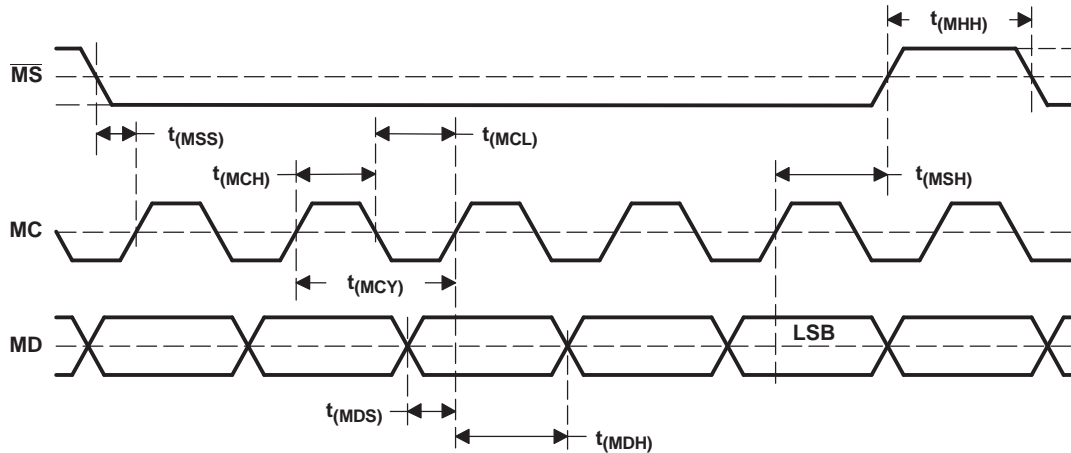 t(MHH)
MS
t(MSS)
t(MCL)
t(MCH)
t(MSH)
MC
t(MCY)
LSB
MD
t(MDS)
t(MDH)